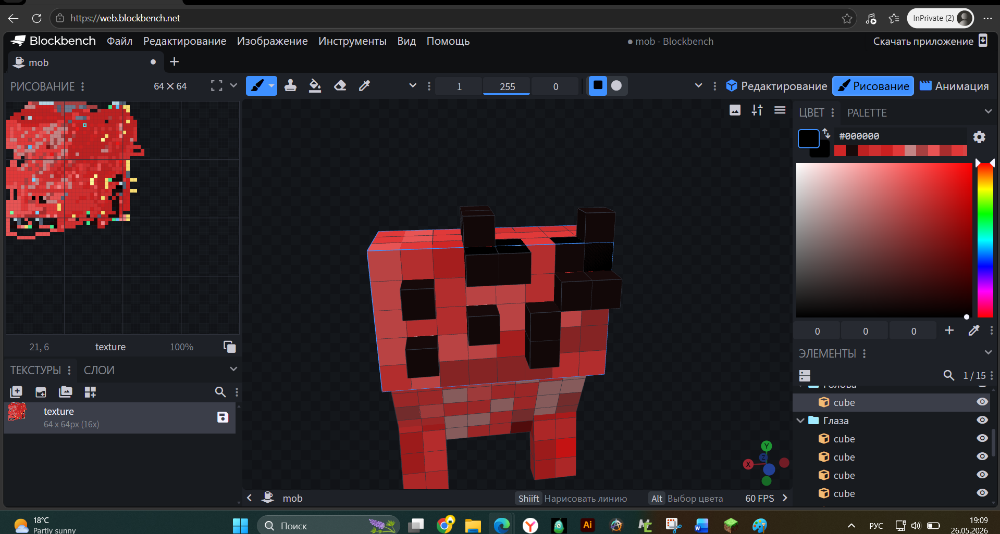 https://web.blockbench.net
InPrivate (2)
Blockbench Файл Редактирование Изображение Инструменты Вид Помощь
mob - Blockbench
Скачать приложение
mob
РИСОВАНИЕ 64×64
1 255 0
Редактирование Рисование Анимация
ЦВЕТ PALETTE
#000000
0 0 0
21, 6 texture 100%
ЭЛЕМЕНТЫ
ТЕКСТУРЫ СЛОИ
1 / 15
Голова
cube
texture
64 x 64px (16x)
Глаза
cube
cube
cube
cube
X Y Z
mob
Shiift Нарисовать линию Alt Выбор цвета 60 FPS
18°C
Partly sunny
Поиск
Ai
РУС
19:09
26.05.2026